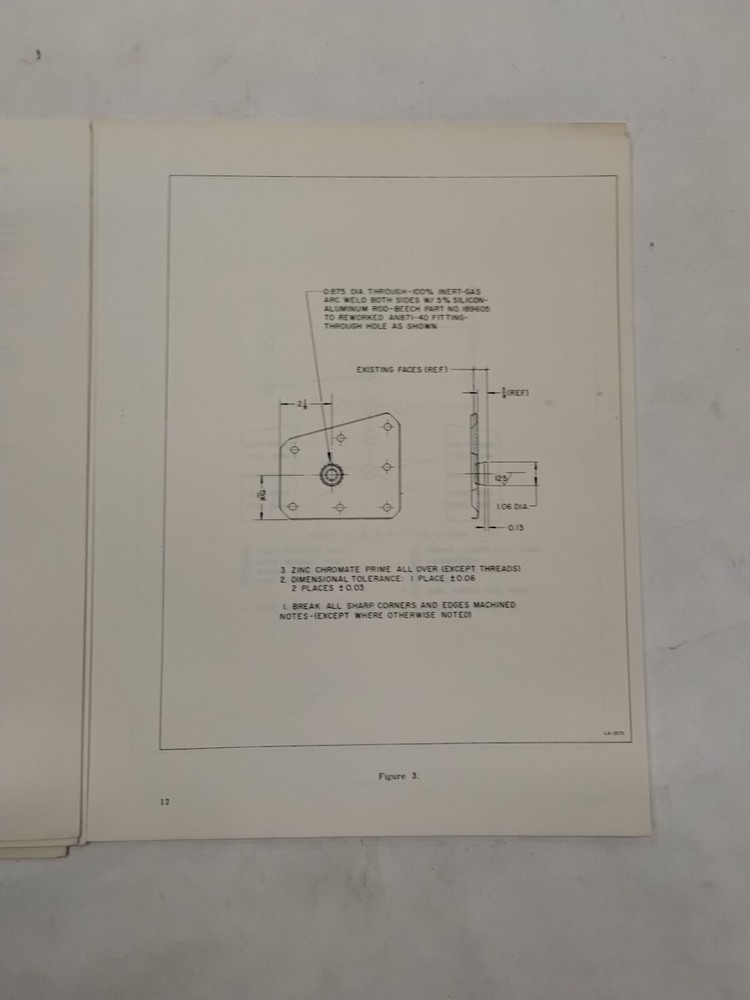 0.875 DIA THROUGH-100% INERT-GAS
ARC WELD BOTH SIDES W/ 5% SILICON-
ALUMINUM ROD-BEECH PART NO. 189605
TO REWORKED AN871-4D FITTING-
THROUGH HOLE AS SHOWN
EXISTING FACES (REF)
(REF)
125
1.06 DIA
0.13
3. ZINC CHROMATE PRIME ALL OVER (EXCEPT THREADS)
2. DIMENSIONAL TOLERANCE: 1 PLACE ±0.06
2 PLACES ±0.03
1. BREAK ALL SHARP CORNERS AND EDGES MACHINED
NOTES-(EXCEPT WHERE OTHERWISE NOTED)
Figure 3.
12